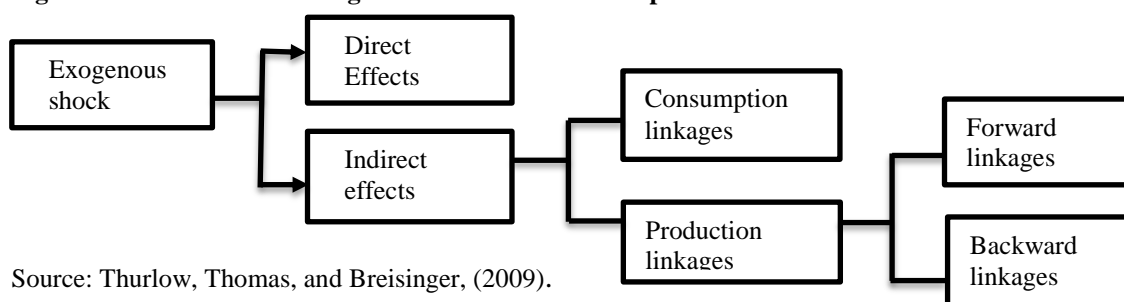 Exogenous
shock
Direct
Effects
Indirect
effects
Consumption
linkages
Production
linkages
Forward
linkages
Backward
linkages
Source: Thurlow, Thomas, and Breisinger, (2009).